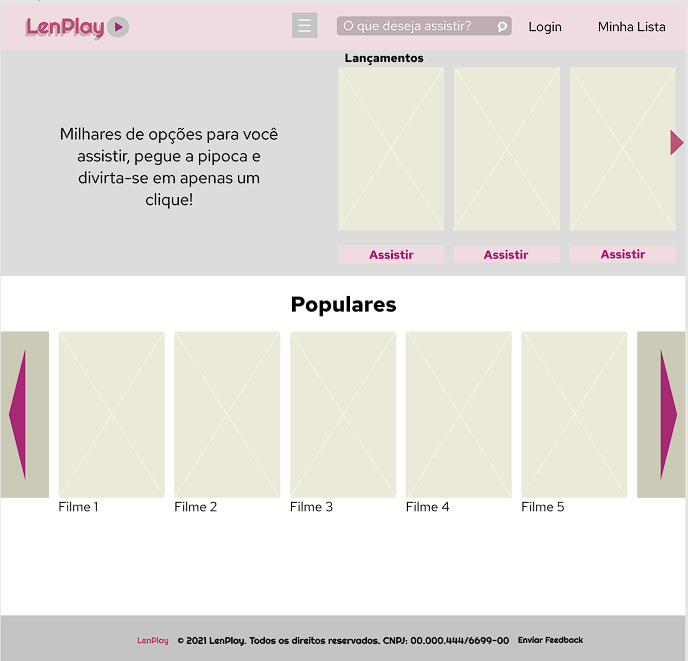 LenPlay
O que deseja assistir?
Login
Minha Lista
Lançamentos
Milhares de opções para você
assistir, pegue a pipoca e
divirta-se em apenas um
clique!
Assistir
Assistir
Assistir
Populares
Filme 1
Filme 2
Filme 3
Filme 4
Filme 5
LenPlay
© 2021 LenPlay. Todos os direitos reservados. CNPJ: 00.000.444/6699-00
Enviar Feedback